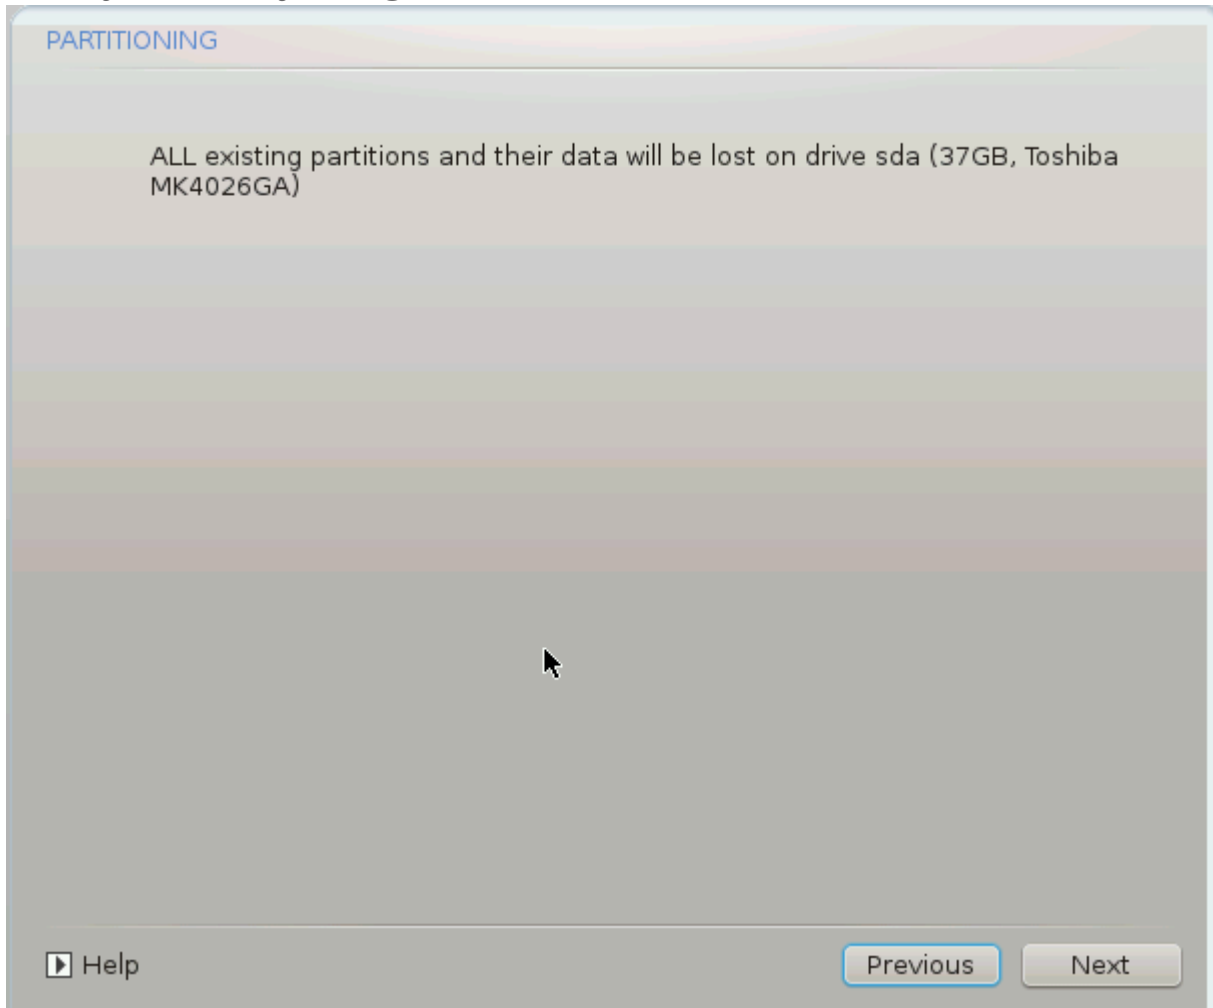 PARTITIONING
ALL existing partitions and their data will be lost on drive sda (37GB, Toshiba
MK4026GA)
Help
Previous
Next